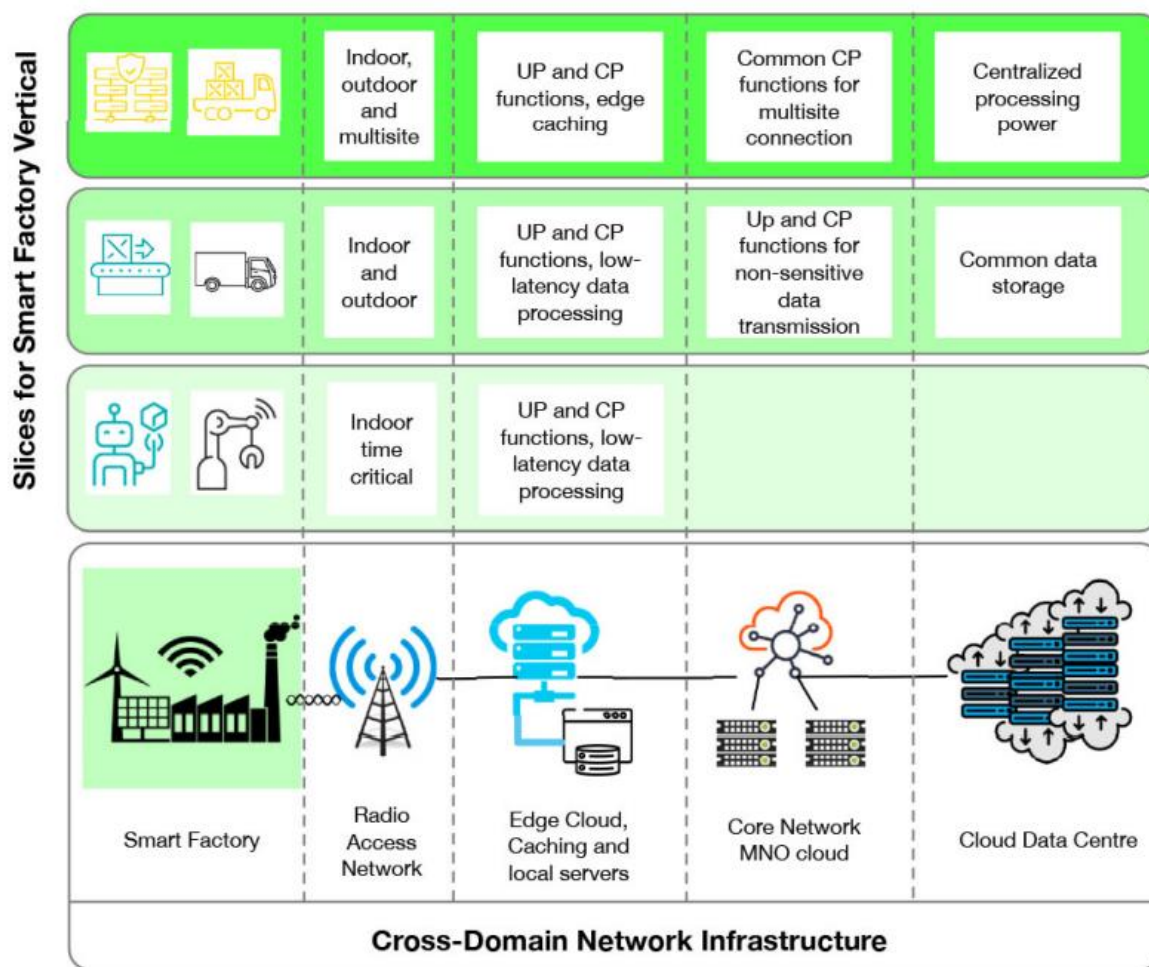 Slices for Smart Factory Vertical
Indoor,
outdoor
and
multisite
UP and CP
functions, edge
caching
Common CP
functions for
multisite
connection
Centralized
processing
power
Indoor
and
outdoor
UP and CP
functions, low-
latency data
processing
Up and CP
functions for
non-sensitive
data
transmission
Common data
storage
Indoor
time
critical
UP and CP
functions, low-
latency data
processing
Smart Factory
Radio
Access
Network
Edge Cloud,
Caching and
local servers
Core Network
MNO cloud
Cloud Data Centre
Cross-Domain Network Infrastructure